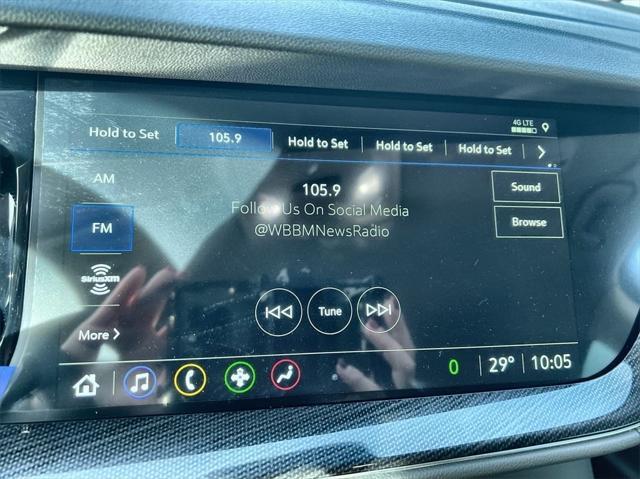 4G LTE
Hold to Set 105.9 Hold to Set Hold to Set Hold to Set
AM
105.9
Sound
Follow Us On Social Media
FM
Browse
@WBBMNewsRadio
SiriusXM
Tune
More
0 29° 10:05